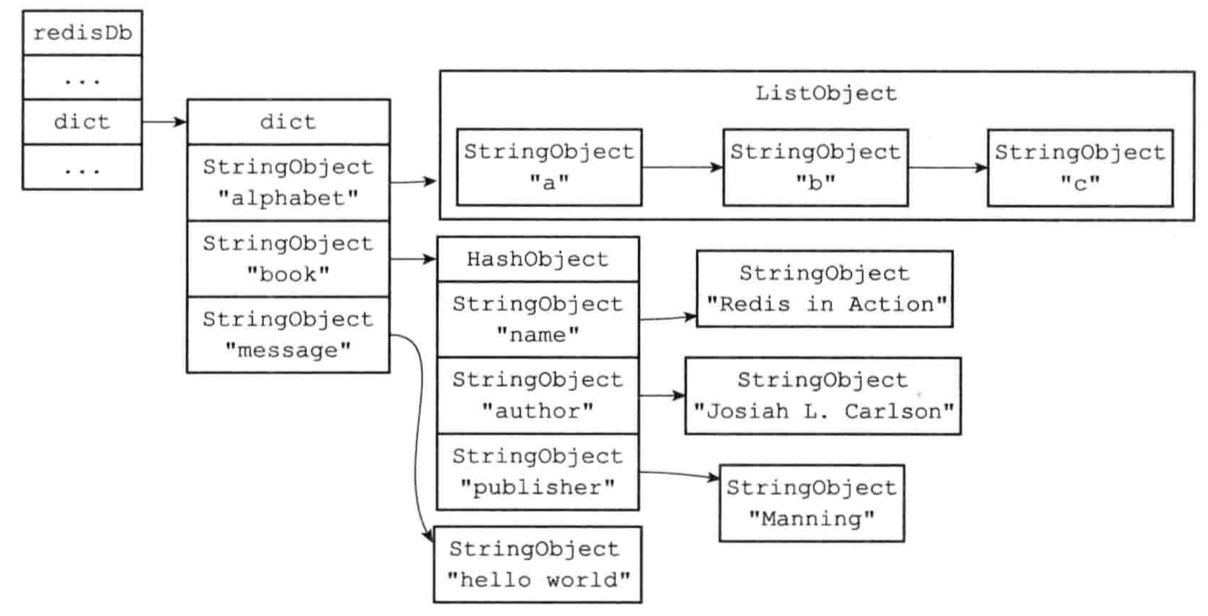 redisDb
...
dict
...
dict
StringObject
"alphabet"
StringObject
"book"
StringObject
"message"
ListObject
StringObject
"a"
StringObject
"b"
StringObject
"c"
HashObject
StringObject
"name"
StringObject
"author"
StringObject
"publisher"
StringObject
"Redis in Action"
StringObject
"Josiah L. Carlson"
StringObject
"Manning"
StringObject
"hello world"